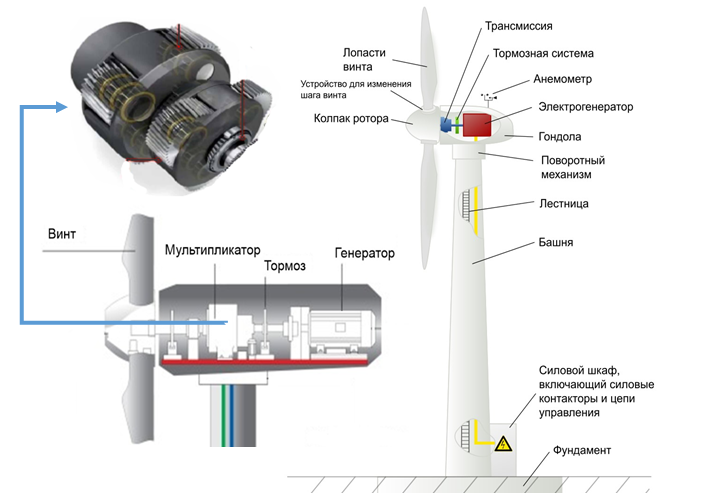 Трансмиссия
Лопасти
винта
Тормозная система
Устройство для изменения
шага винта
Анемометр
Колпак ротора
Электрогенератор
Гондола
Поворотный
механизм
Лестница
Башня
Винт
Мультипликатор
Тормоз
Генератор
Силовой шкаф,
включающий силовые
контакторы и цепи
управления
Фундамент